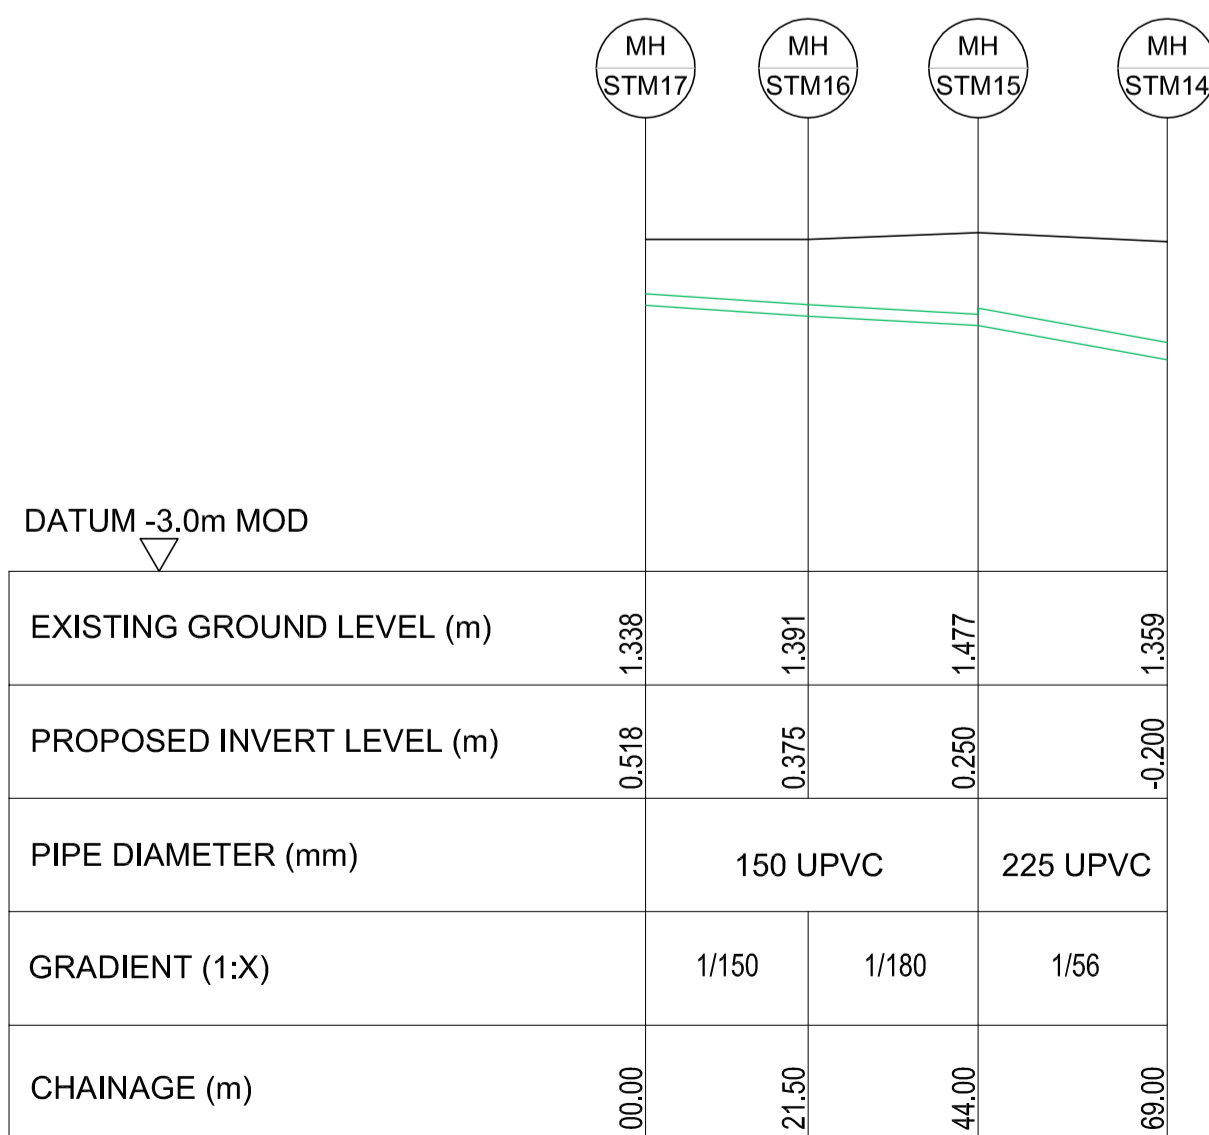 MH MH MH MH
STM17 STM16 STM15 STM14
DATUM -3.0m MOD
EXISTING GROUND LEVEL (m) 1.338 1.391 1.477 1.359
PROPOSED INVERT LEVEL (m) 0.518 0.375 0.250 -0.200
PIPE DIAMETER (mm) 150 UPVC 225 UPVC
GRADIENT (1:X) 1/150 1/180 1/56
CHAINAGE (m) 00.00 21.50 44.00 69.00